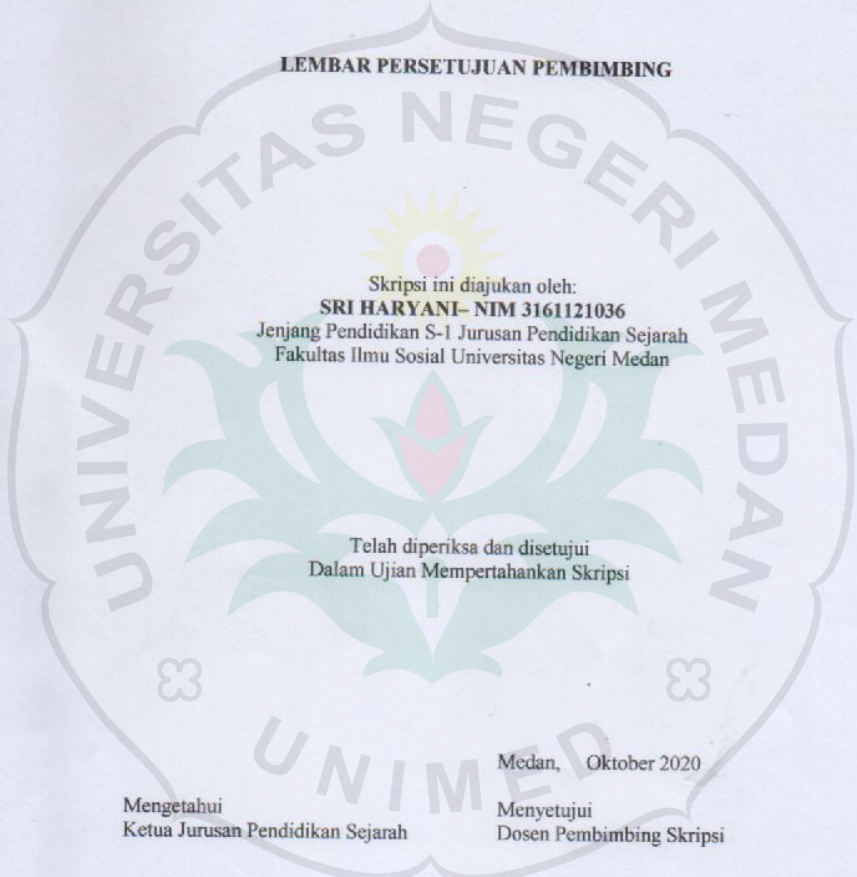 LEMBAR PERSETUJUAN PEMBIMBING
UNIVERSITAS NEGERI MEDAN
Skripsi ini diajukan oleh:
SRI HARYANI– NIM 3161121036
Jenjang Pendidikan S-1 Jurusan Pendidikan Sejarah
Fakultas Ilmu Sosial Universitas Negeri Medan
Telah diperiksa dan disetujui
Dalam Ujian Mempertahankan Skripsi
UNIMED
Medan, Oktober 2020
Mengetahui
Ketua Jurusan Pendidikan Sejarah
Menyetujui
Dosen Pembimbing Skripsi